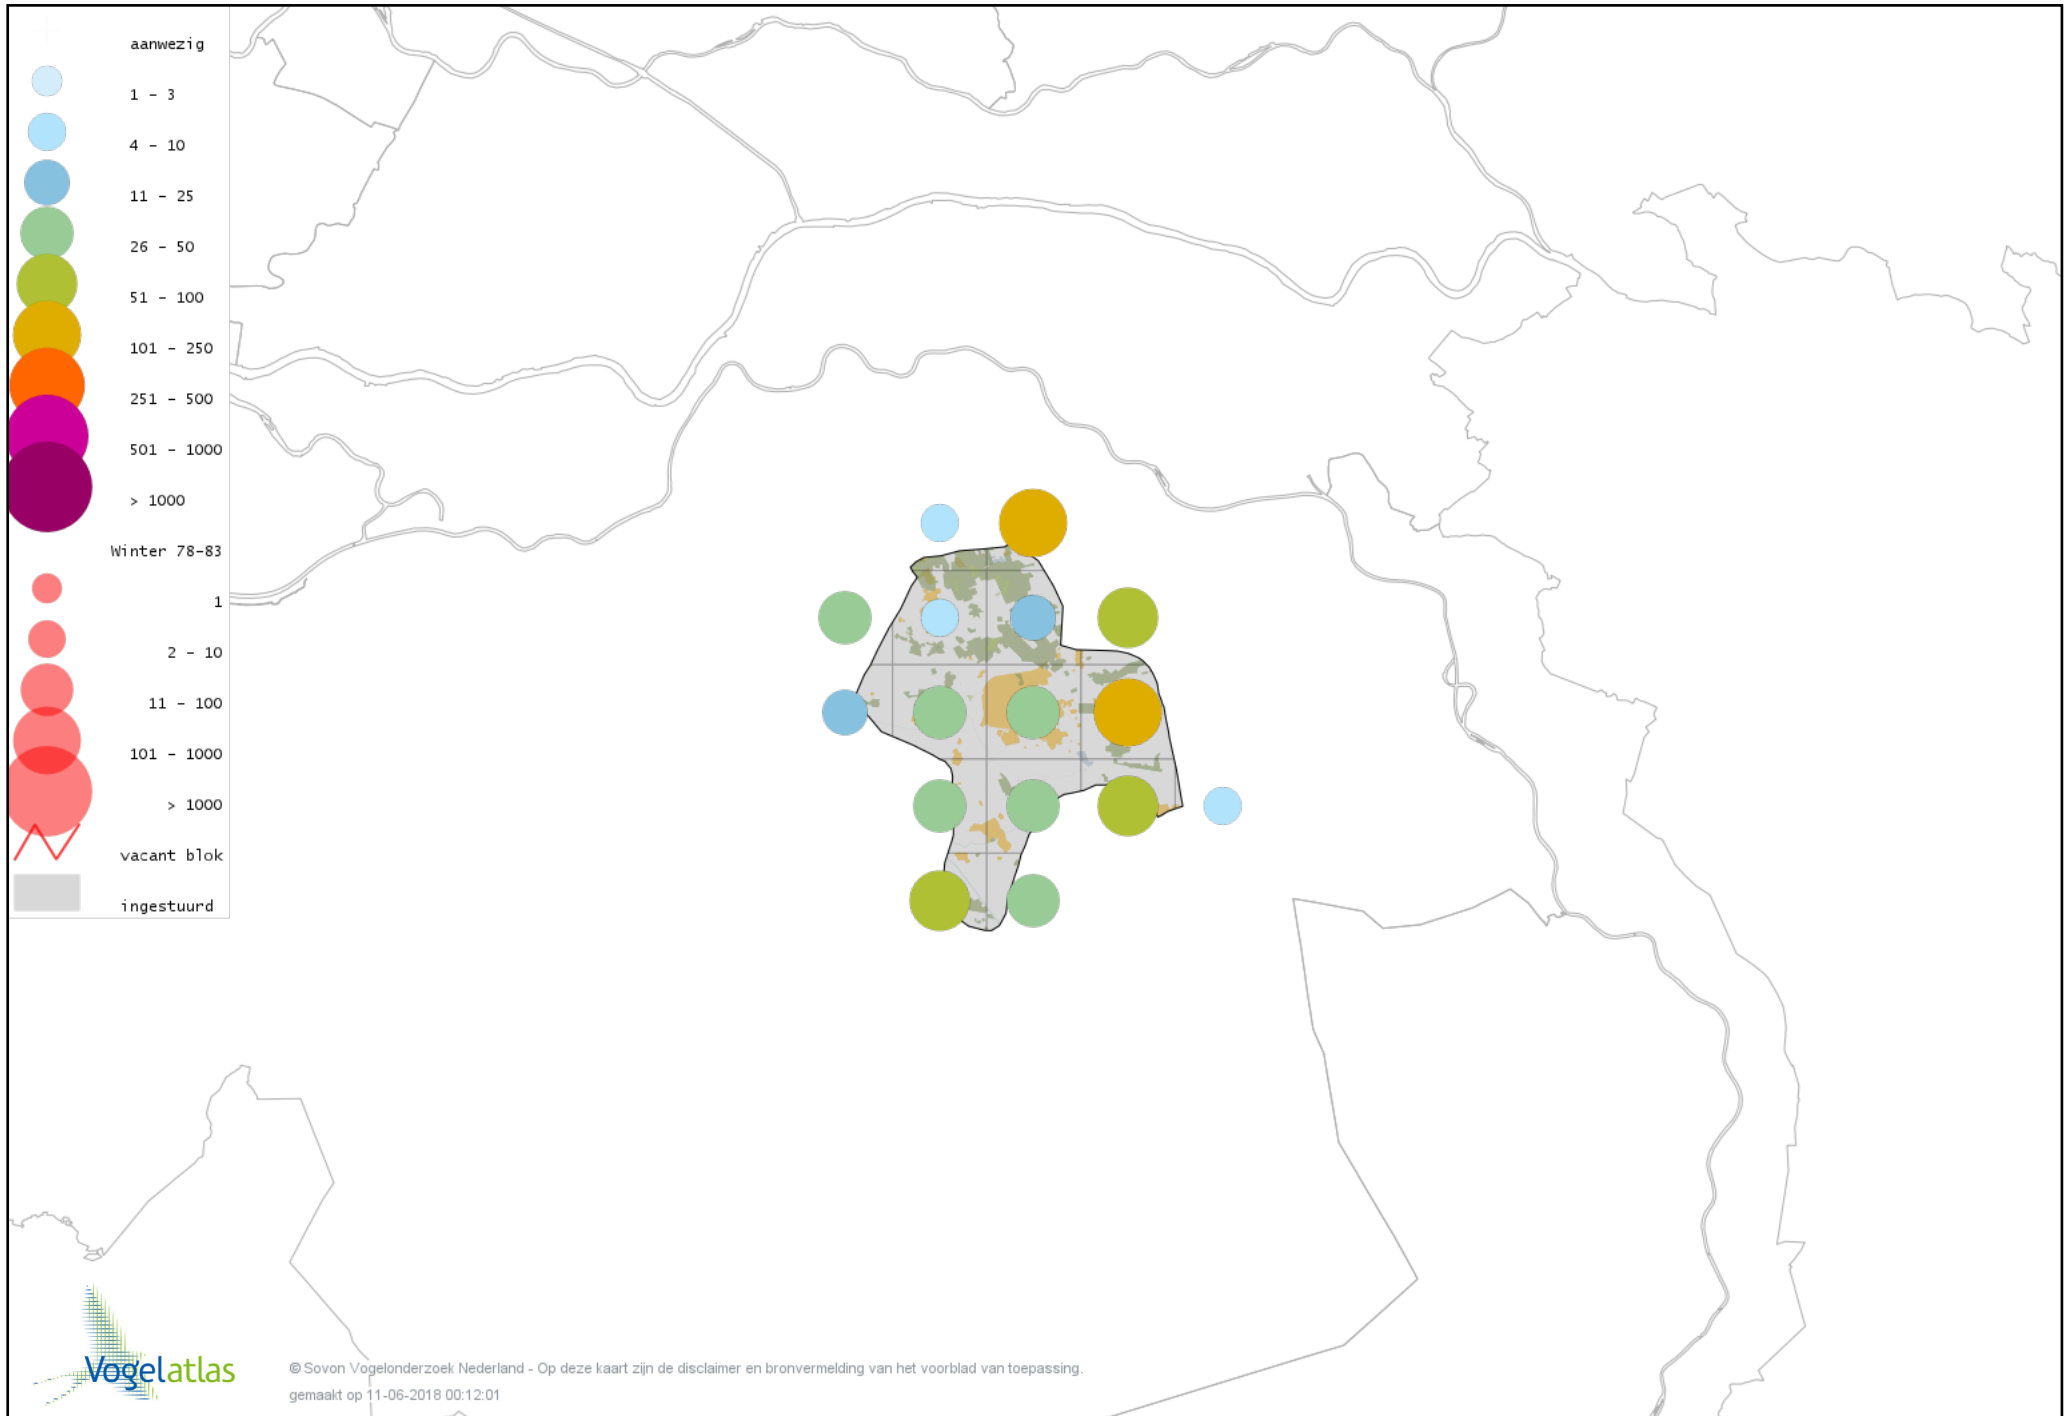 aanwezig
1 - 3
4 - 10
11 - 25
26 - 50
51 - 100
101 - 250
251 - 500
501 - 1000
> 1000
Winter 78-83
1
2 - 10
11 - 100
101 - 1000
> 1000
vacant blok
ingestuurd
Vogelatlas
© Sovon Vogelonderzoek Nederland - Op deze kaart zijn de disclaimer en bronvermelding van het voorblad van toepassing.
gemaakt op 11-06-2018 00:12:01